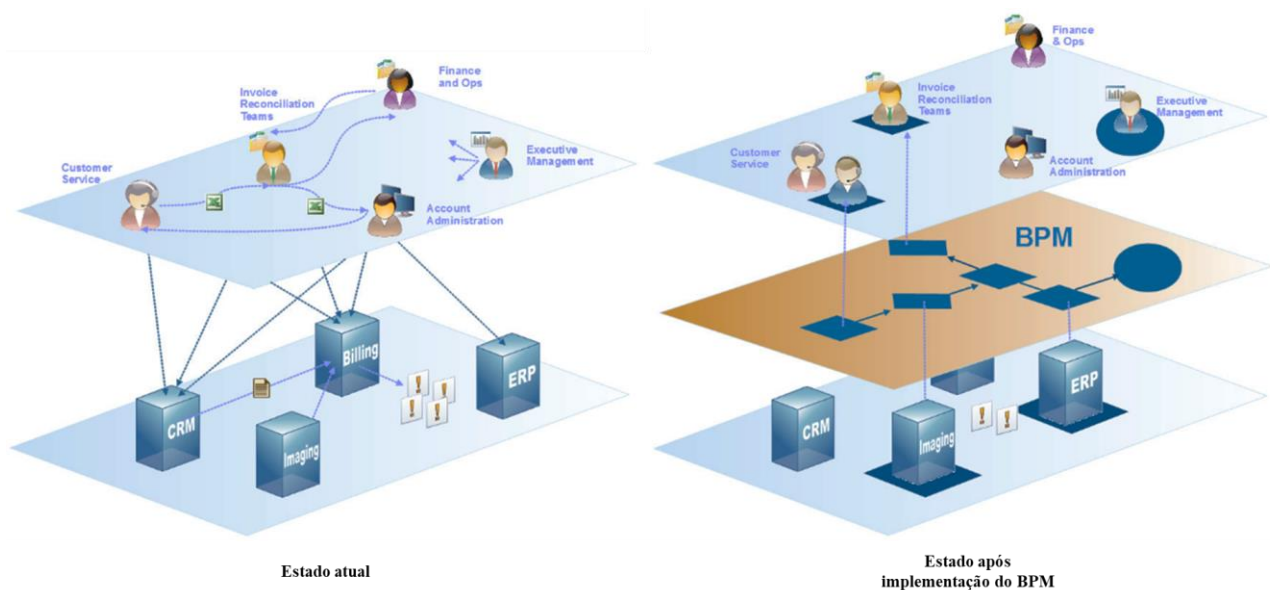 Finance
and Ops
Invoice
Reconciliation
Teams
Executive
Management
Customer
Service
Account
Administration
Billing
ERP
CRM
Imaging
Estado atual
Finance
& Ops
Invoice
Reconciliation
Teams
Executive
Management
Customer
Service
Account
Administration
BPM
ERP
CRM
Imaging
Estado após
implementação do BPM